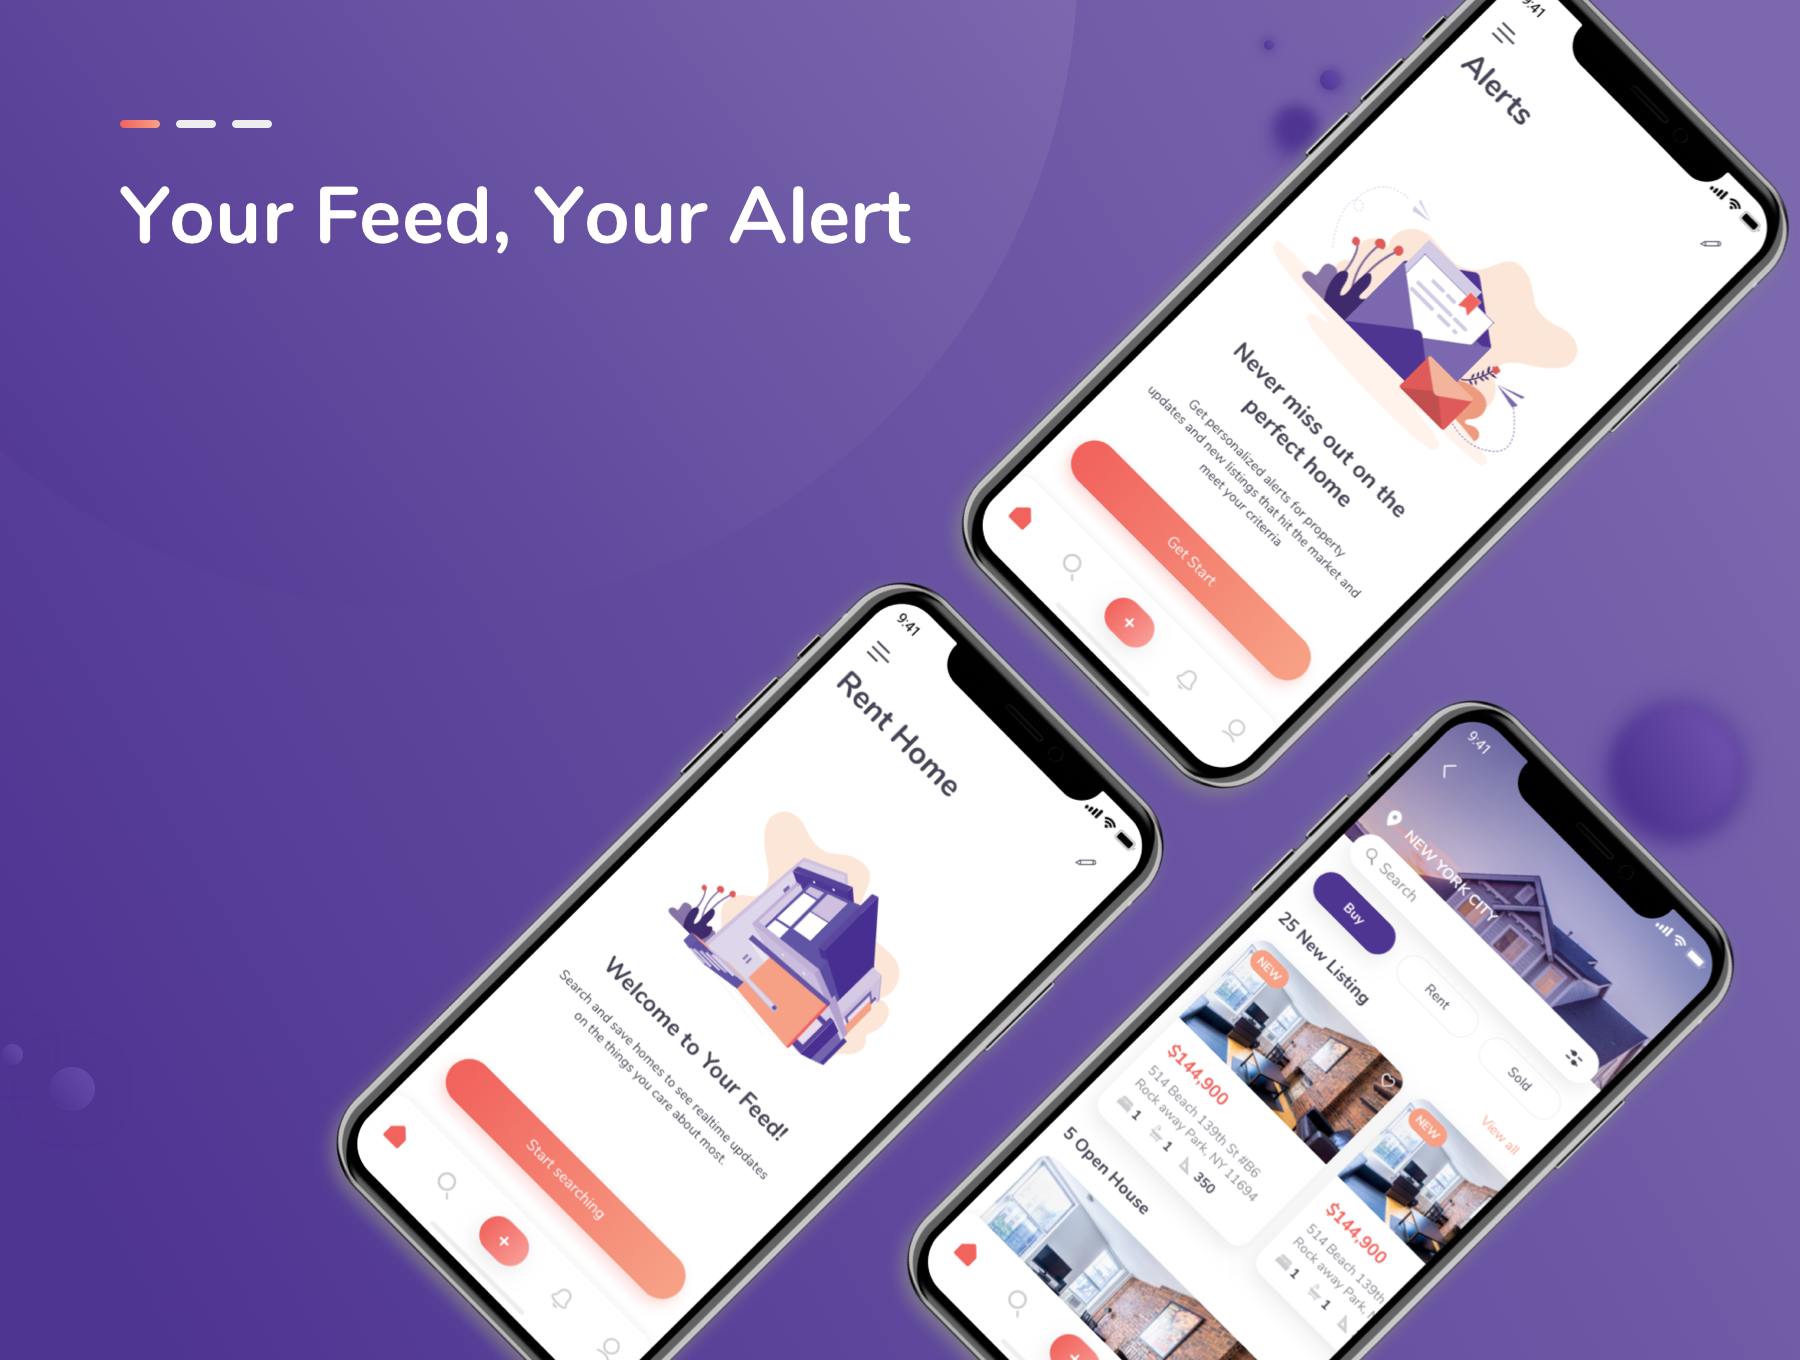 Your Feed, Your Alert
9:41
Alerts
Never miss out on the
perfect home
Get personalized alerts for property
updates and new listings that hit the market and
meet your criterria
Get Start
9:41
Rent Home
Welcome to Your Feed!
Search and save homes to see realtime updates
on the things you care about most.
Start searching
9:41
NEW YORK CITY
Search
Buy
Rent
Sold
25 New Listing
View all
NEW
$144,900
514 Beach 139th St #B6
Rock away Park, NY 11694
1
1
350
NEW
$144,900
514 Beach 139th
Rock away Park,
1
1
5 Open House